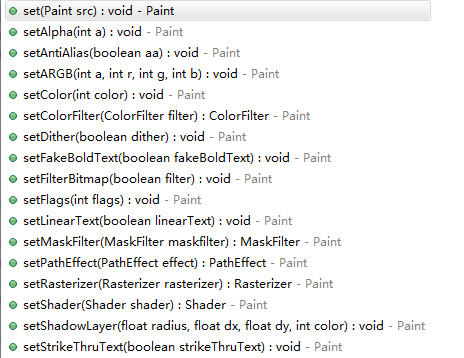 set(Paint src) : void - Paint
setAlpha(int a) : void - Paint
setAntiAlias(boolean aa) : void - Paint
setARGB(int a, int r, int g, int b) : void - Paint
setColor(int color) : void - Paint
setColorFilter(ColorFilter filter) : ColorFilter - Paint
setDither(boolean dither) : void - Paint
setFakeBoldText(boolean fakeBoldText) : void - Paint
setFilterBitmap(boolean filter) : void - Paint
setFlags(int flags) : void - Paint
setLinearText(boolean linearText) : void - Paint
setMaskFilter(MaskFilter maskfilter) : MaskFilter - Paint
setPathEffect(PathEffect effect) : PathEffect - Paint
setRasterizer(Rasterizer rasterizer) : Rasterizer - Paint
setShader(Shader shader) : Shader - Paint
setShadowLayer(float radius, float dx, float dy, int color) : void - Paint
setStrikeThruText(boolean strikeThruText) : void - Paint